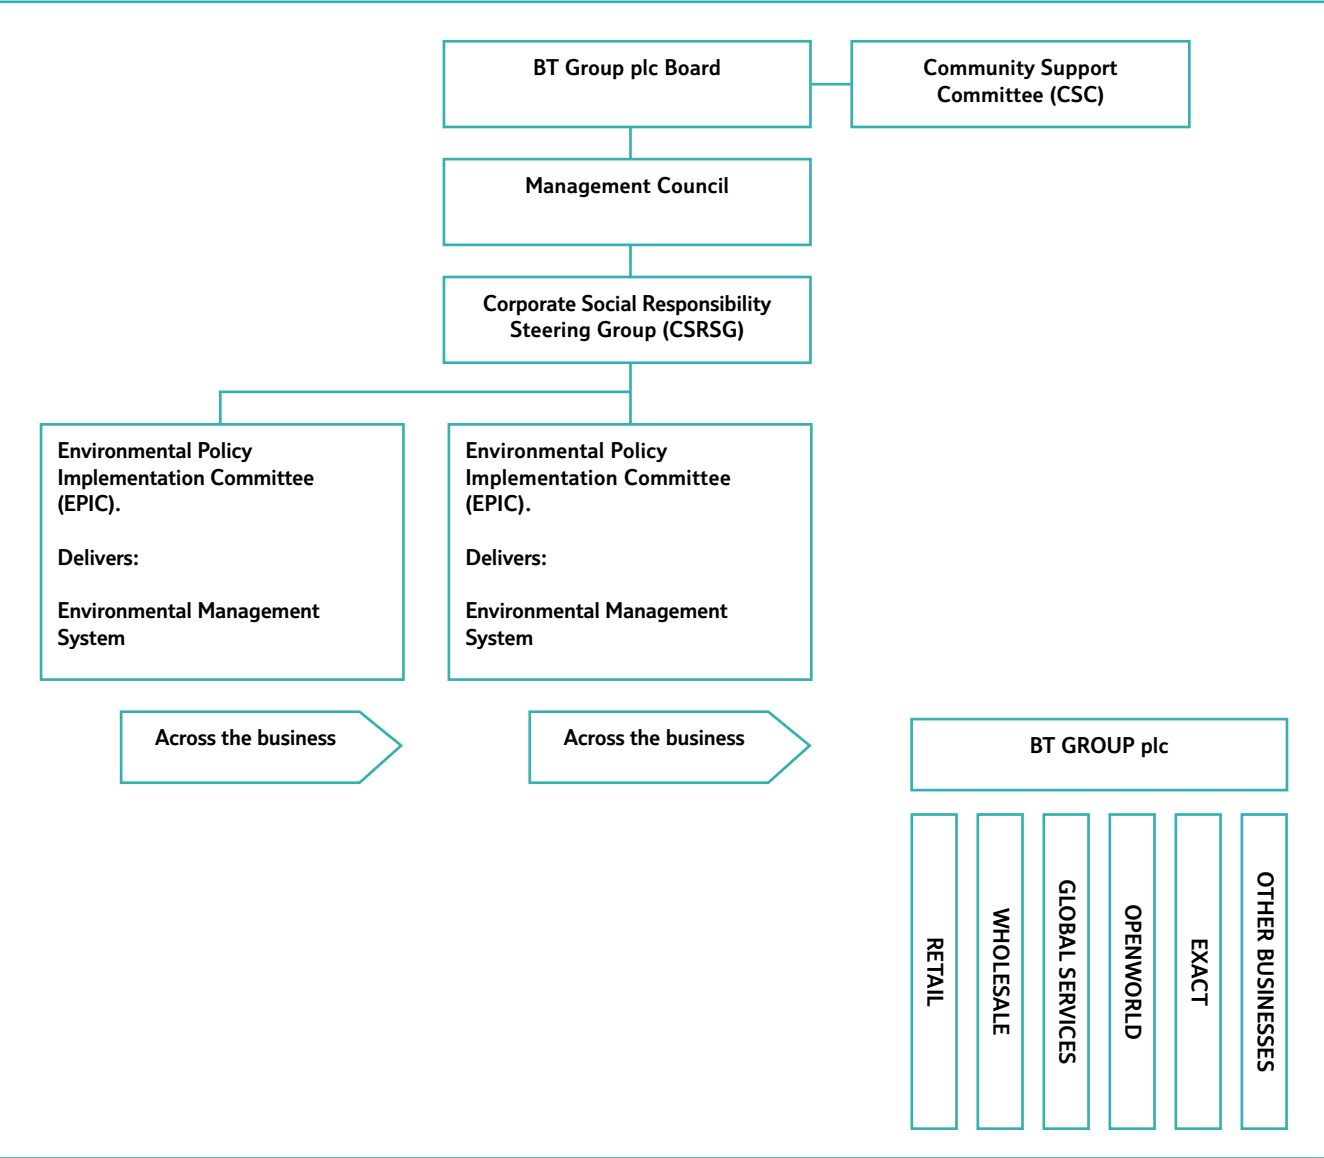 BT Group plc Board
Community Support
Committee (CSC)
Management Council
Corporate Social Responsibility
Steering Group (CSRSG)
Environmental Policy
Implementation Committee
(EPIC).
Delivers:
Environmental Management
System
Environmental Policy
Implementation Committee
(EPIC).
Delivers:
Environmental Management
System
Across the business
Across the business
BT GROUP plc
RETAIL
WHOLESALE
GLOBAL SERVICES
OPENWORLD
EXACT
OTHER BUSINESSES